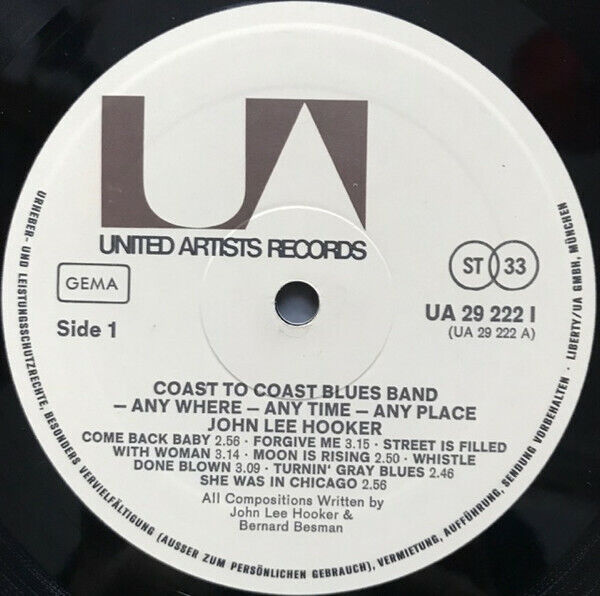 UA
UNITED ARTISTS RECORDS
GEMA
ST 33
Side 1
UA 29 222 I
(UA 29 222 A)
COAST TO COAST BLUES BAND
– ANY WHERE – ANY TIME – ANY PLACE
JOHN LEE HOOKER
COME BACK BABY 2.56 · FORGIVE ME 3.15 · STREET IS FILLED
WITH WOMAN 3.14 · MOON IS RISING 2.50 · WHISTLE
DONE BLOWN 3.09 · TURNIN' GRAY BLUES 2.46
SHE WAS IN CHICAGO 2.56
All Compositions Written by
John Lee Hooker &
Bernard Besman
URHEBER- UND LEISTUNGSSCHUTZRECHTE, BESONDERS VERVIELFÄLTIGUNG (AUSSER ZUM PERSÖNLICHEN GEBRAUCH), VERMIETUNG, AUFFÜHRUNG, SENDUNG VORBEHALTEN · LIBERTY/UA GMBH, MÜNCHEN